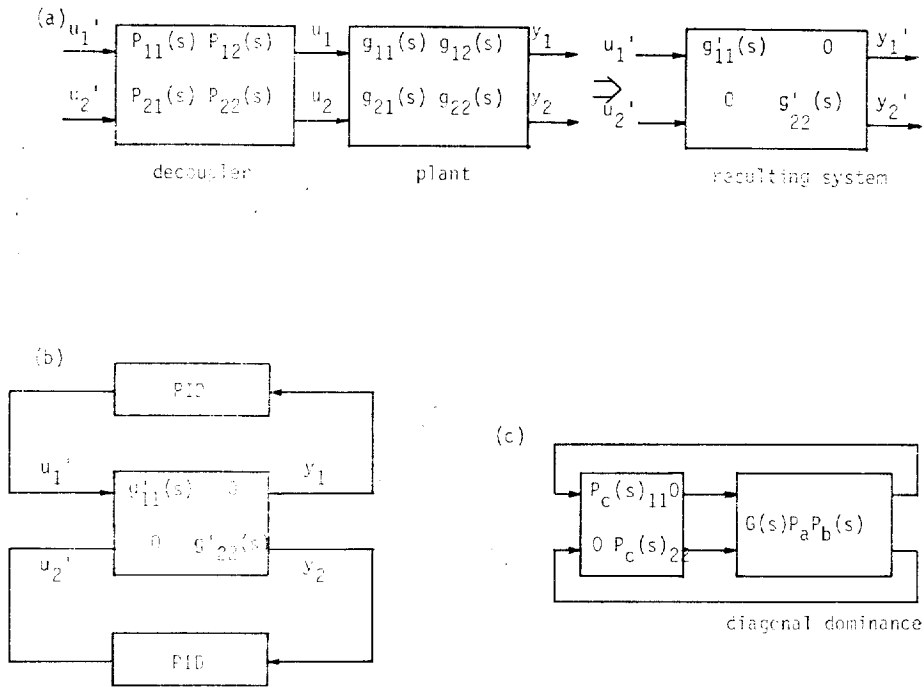 (a) u1' P11(s) P12(s) u1 g11(s) g12(s) y1 u1' g'11(s) 0 y1'
u2' P21(s) P22(s) u2 g21(s) g22(s) y2 ⇒ u2' 0 g'22(s) y2'
decoupler plant resulting system
(b)
PID
u1' g'11(s) 0 y1
u2' 0 g'22(s) y2
PID
(c)
Pc(s)11 0
G(s)PaPb(s)
0 Pc(s)22
diagonal dominance